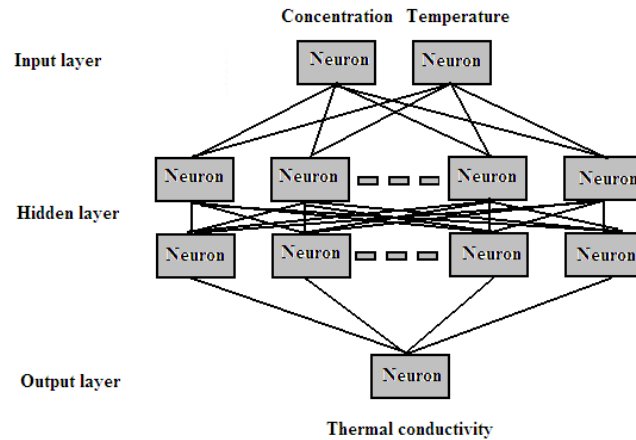 Concentration Temperature
Input layer
Neuron Neuron
Neuron Neuron Neuron Neuron
Hidden layer
Neuron Neuron Neuron Neuron
Neuron
Output layer
Thermal conductivity